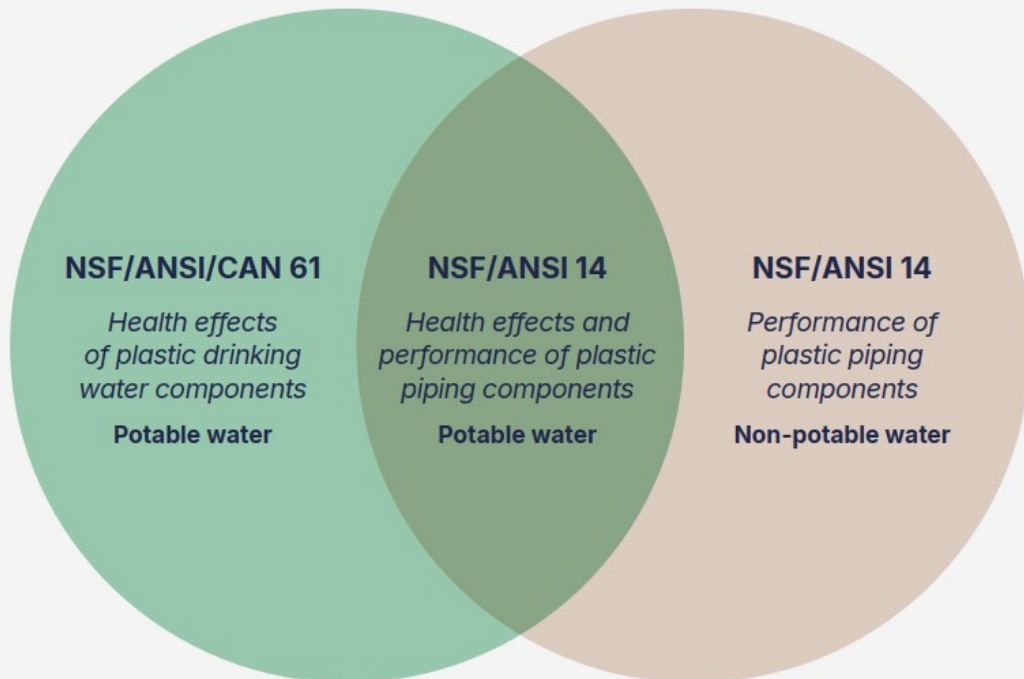 NSF/ANSI/CAN 61
Health effects
of plastic drinking
water components
Potable water
NSF/ANSI 14
Health effects and
performance of plastic
piping components
Potable water
NSF/ANSI 14
Performance of
plastic piping
components
Non-potable water